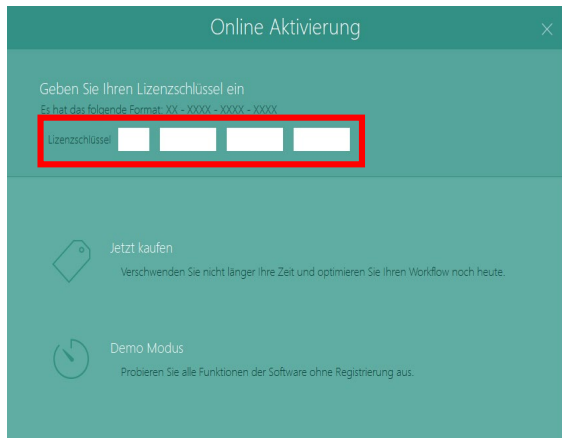 Online Aktivierung
Geben Sie Ihren Lizenzschlüssel ein
Es hat das folgende Format: XX - XXXX - XXXX - XXXX
Lizenzschlüssel
Jetzt kaufen
Verschwenden Sie nicht länger Ihre Zeit und optimieren Sie Ihren Workflow noch heute.
Demo Modus
Probieren Sie alle Funktionen der Software ohne Registrierung aus.